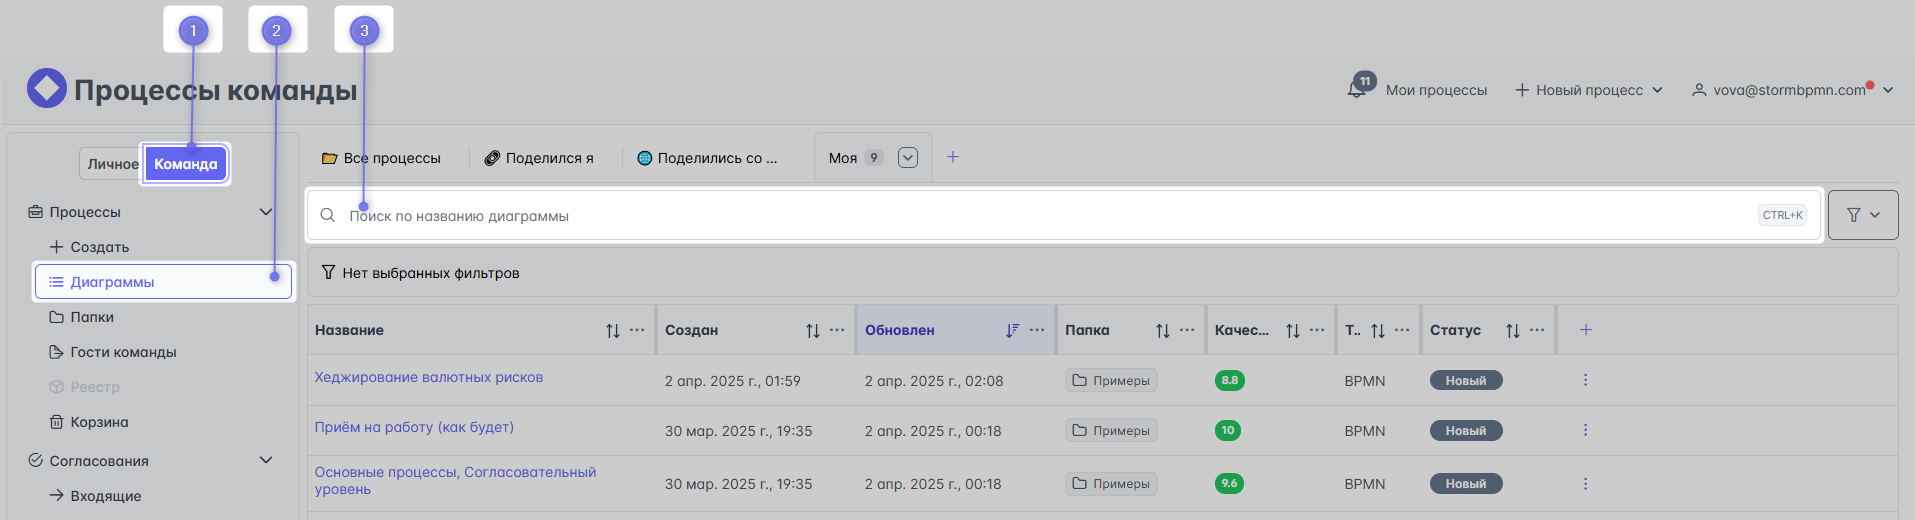 1 2 3
Процессы команды
11 Мои процессы Новый процесс vova@stormbpmn.com
Личное Команда
Все процессы Поделился я Поделились со ... Моя 9
Процессы
Поиск по названию диаграммы CTRL+K
Создать
Диаграммы
Нет выбранных фильтров
Папки
Название Создан Обновлен Папка Качес... Т.. Статус
Гости команды
Реестр
Хеджирование валютных рисков 2 апр. 2025 г., 01:59 2 апр. 2025 г., 02:08 Примеры 8.8 BPMN Новый
Корзина
Приём на работу (как будет) 30 мар. 2025 г., 19:35 2 апр. 2025 г., 00:18 Примеры 10 BPMN Новый
Согласования
Основные процессы, Согласовательный
уровень 30 мар. 2025 г., 19:35 2 апр. 2025 г., 00:18 Примеры 9.6 BPMN Новый
Входящие